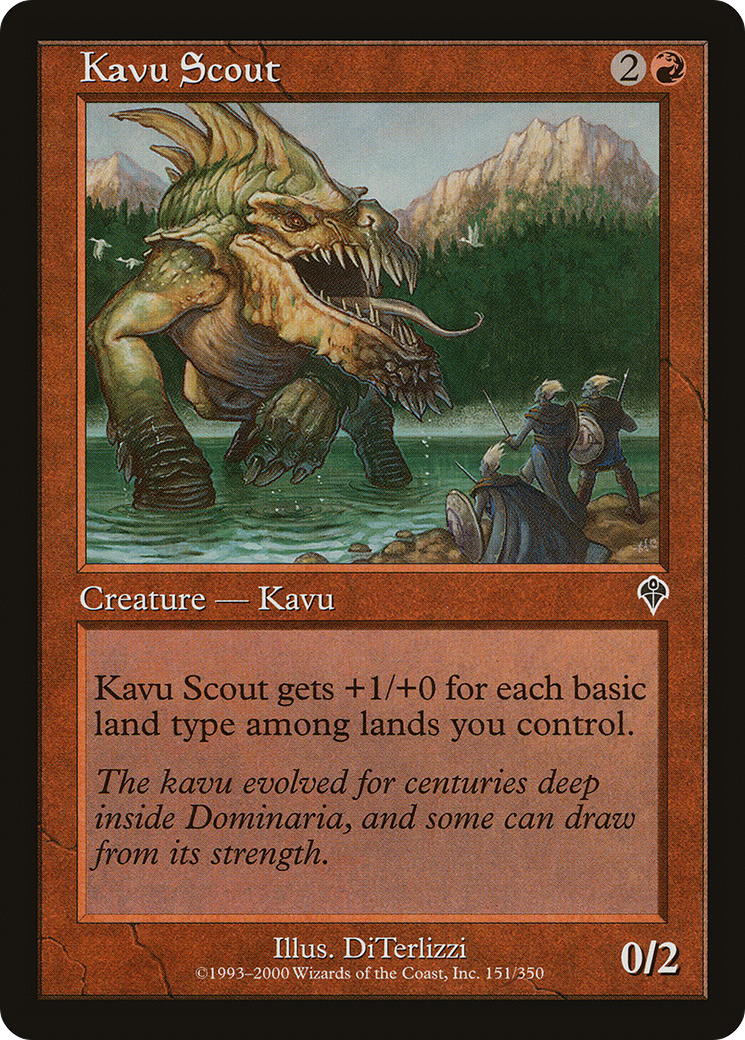 Kavu Scout 2
Creature — Kavu
Kavu Scout gets +1/+0 for each basic
land type among lands you control.
The kavu evolved for centuries deep
inside Dominaria, and some can draw
from its strength.
Illus. DiTerlizzi
©1993–2000 Wizards of the Coast, Inc. 151/350
0/2